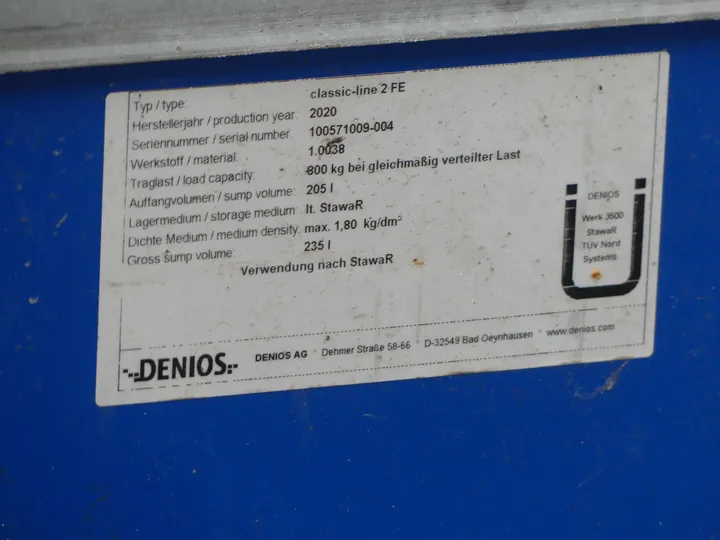 Typ / type: classic-line 2 FE
Herstellerjahr / production year: 2020
Seriennummer / serial number: 100571009-004
Werkstoff / material: 1.0038
Traglast / load capacity: 800 kg bei gleichmäßig verteilter Last
Auffangvolumen / sump volume: 205 l
Lagermedium / storage medium: lt. StawaR
Dichte Medium / medium density: max. 1,80 kg/dm³
Gross sump volume: 235 l
Verwendung nach StawaR
DENIOS
Werk 3500
StawaR
TÜV Nord
Systems
DENIOS
DENIOS AG • Dehmer Straße 58-66 • D-32549 Bad Oeynhausen • www.denios.com